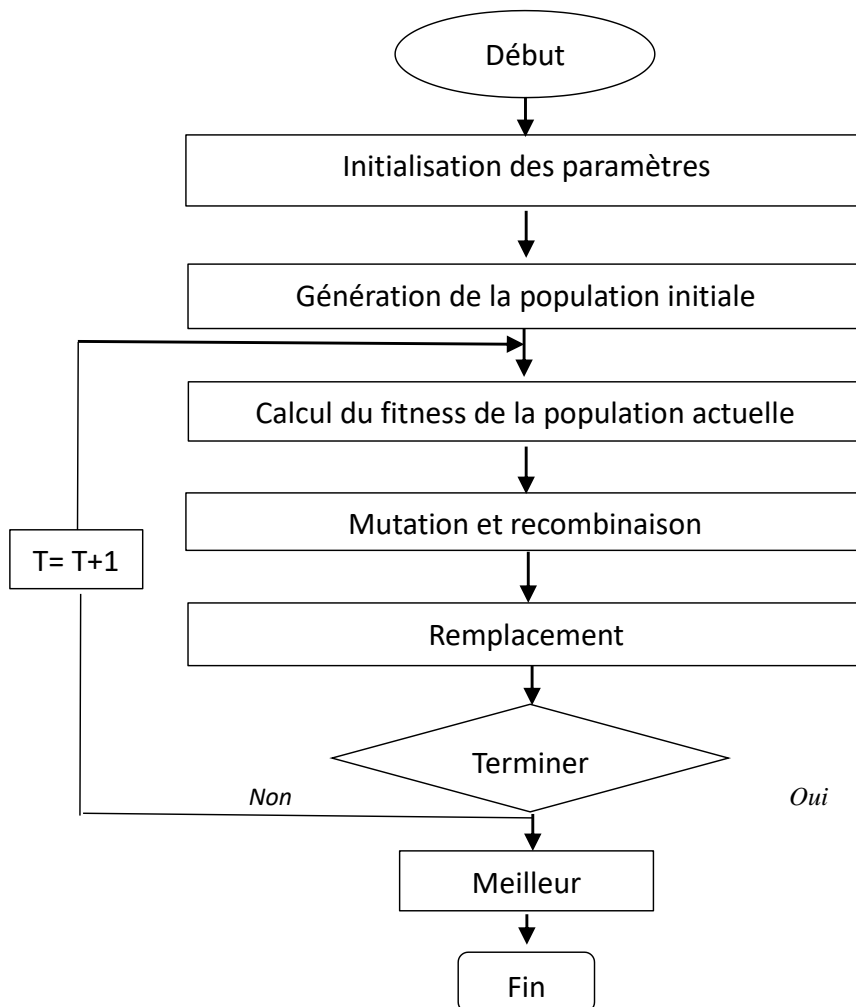 Début
Initialisation des paramètres
Génération de la population initiale
Calcul du fitness de la population actuelle
Mutation et recombinaison
T= T+1
Remplacement
Terminer
Non
Oui
Meilleur
Fin